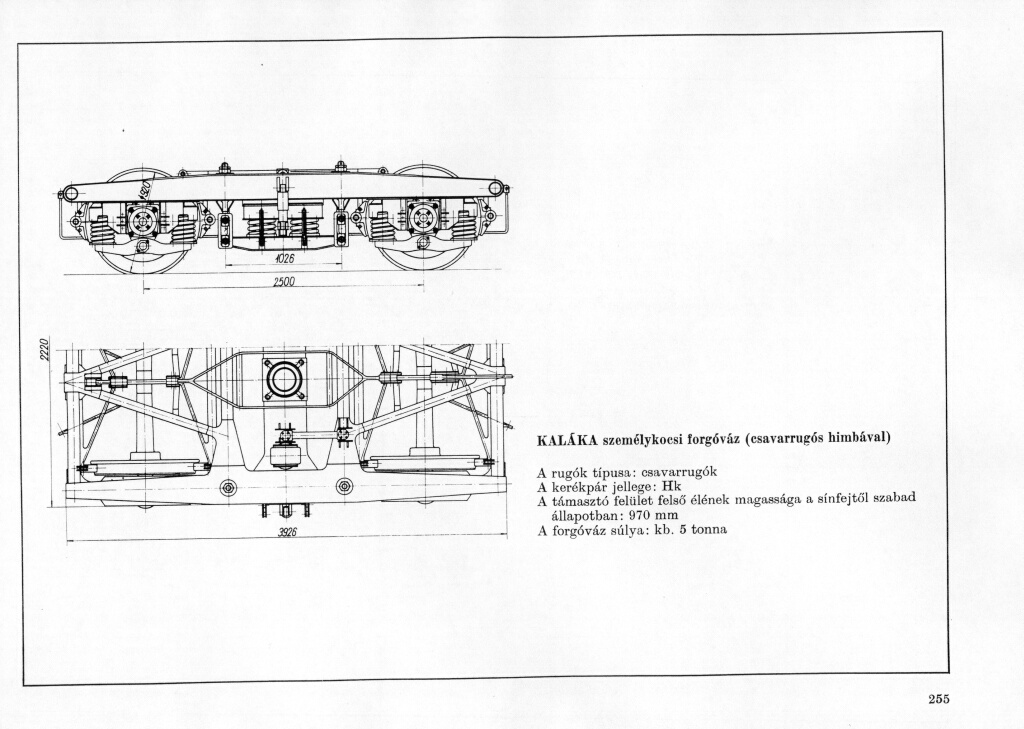 1026
2500
2220
3926
KALÁKA személykocsi forgóváz (csavarrugós himbával)
A rugók típusa: csavarrugók
A kerékpár jellege: Hk
A támasztó felület felső élének magassága a sínfejtől szabad
állapotban: 970 mm
A forgóváz súlya: kb. 5 tonna
255